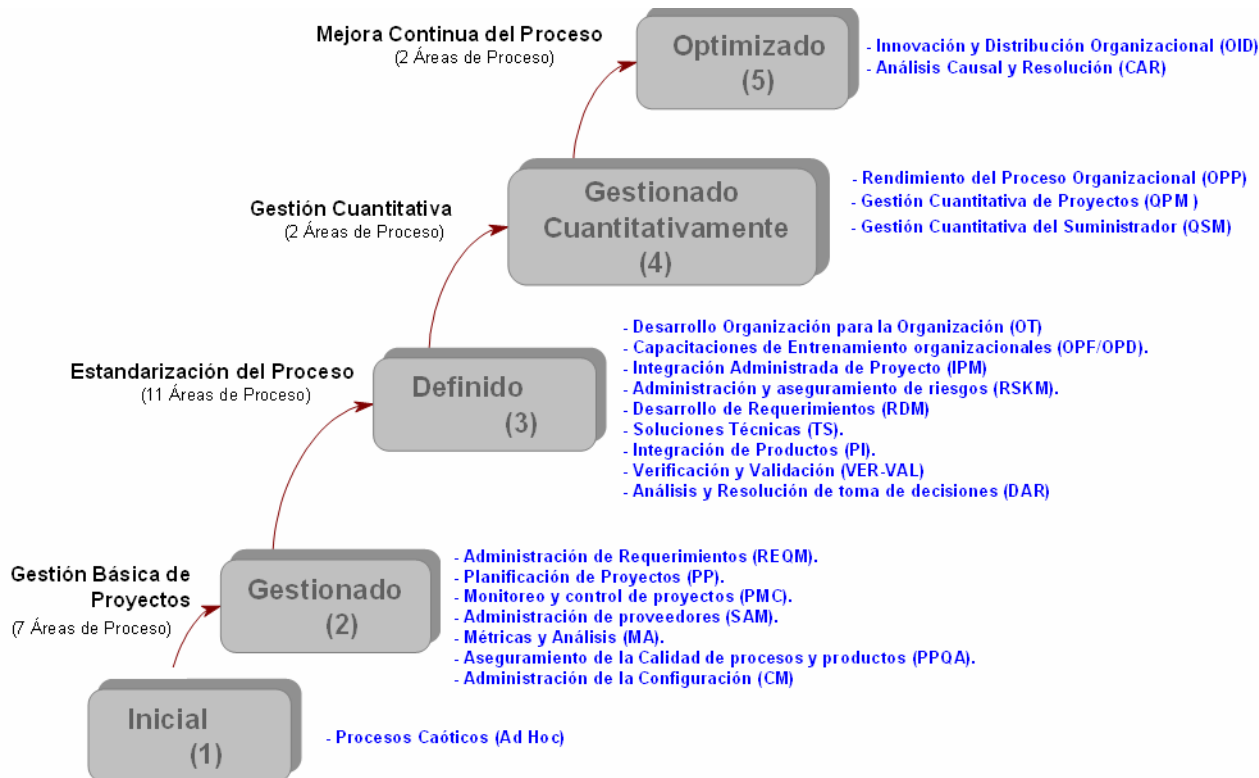 Mejora Continua del Proceso
(2 Áreas de Proceso)
Optimizado
(5)
- Innovación y Distribución Organizacional (OID)
- Análisis Causal y Resolución (CAR)
Gestión Cuantitativa
(2 Áreas de Proceso)
Gestionado
Cuantitativamente
(4)
- Rendimiento del Proceso Organizacional (OPP)
- Gestión Cuantitativa de Proyectos (QPM )
- Gestión Cuantitativa del Suministrador (QSM)
Estandarización del Proceso
(11 Áreas de Proceso)
Definido
(3)
- Desarrollo Organización para la Organización (OT)
- Capacitaciones de Entrenamiento organizacionales (OPF/OPD).
- Integración Administrada de Proyecto (IPM)
- Administración y aseguramiento de riesgos (RSKM).
- Desarrollo de Requerimientos (RDM)
- Soluciones Técnicas (TS).
- Integración de Productos (PI).
- Verificación y Validación (VER-VAL)
- Análisis y Resolución de toma de decisiones (DAR)
Gestión Básica de
Proyectos
(7 Áreas de Proceso)
Gestionado
(2)
- Administración de Requerimientos (REQM).
- Planificación de Proyectos (PP).
- Monitoreo y control de proyectos (PMC).
- Administración de proveedores (SAM).
- Métricas y Análisis (MA).
- Aseguramiento de la Calidad de procesos y productos (PPQA).
- Administración de la Configuración (CM)
Inicial
(1)
- Procesos Caóticos (Ad Hoc)